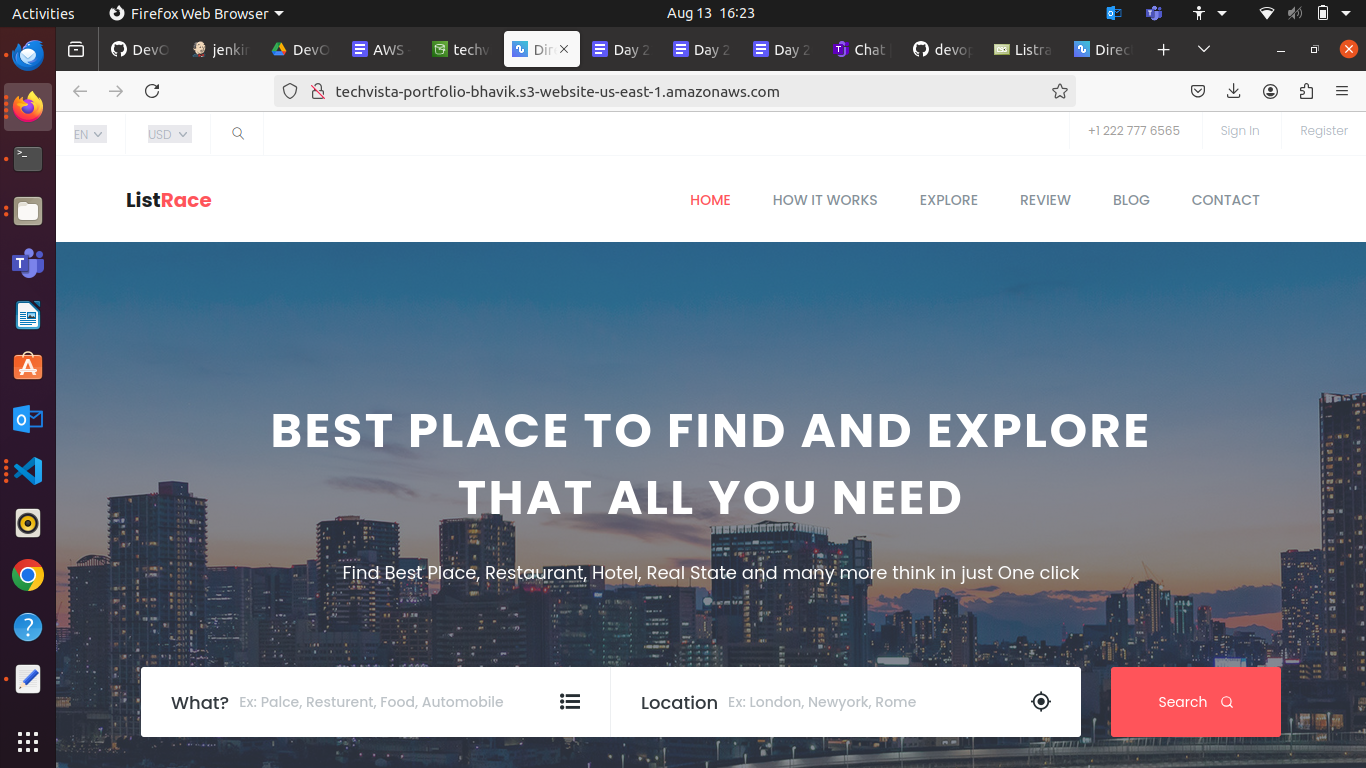 Activities Firefox Web Browser Aug 13 16:23
DevO jenkin DevO AWS - techv Dire Day 2 Day 2 Day 2 Chat devop Listra Direc
techvista-portfolio-bhavik.s3-website-us-east-1.amazonaws.com
EN USD +1 222 777 6565 Sign In Register
ListRace HOME HOW IT WORKS EXPLORE REVIEW BLOG CONTACT
BEST PLACE TO FIND AND EXPLORE
THAT ALL YOU NEED
Find Best Place, Restaurant, Hotel, Real State and many more think in just One click
What? Ex: Palce, Resturent, Food, Automobile Location Ex: London, Newyork, Rome Search